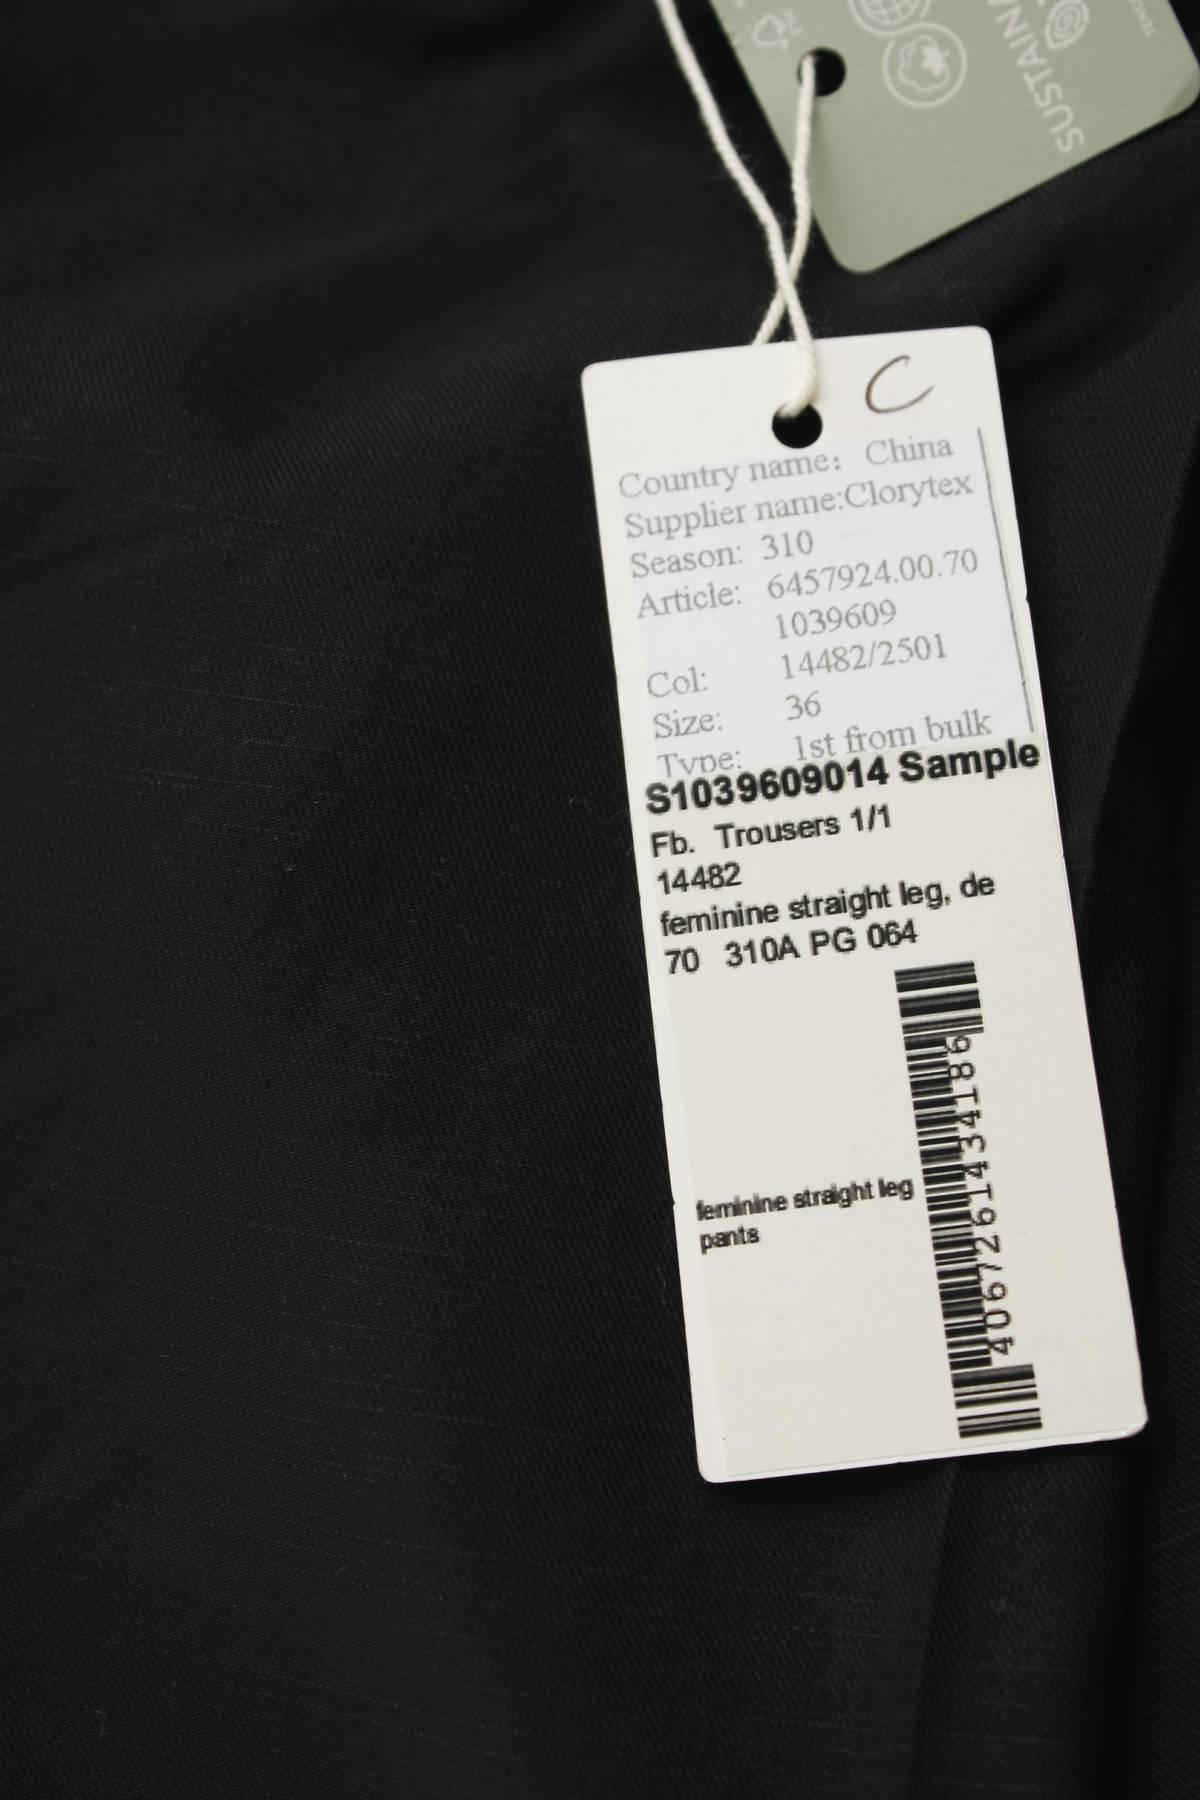 SUSTAINA
C
Country name: China
Supplier name:Clorytex
Season: 310
Article: 6457924.00.70
1039609
Col: 14482/2501
Size: 36
Type: 1st from bulk
S1039609014 Sample
Fb. Trousers 1/1
14482
feminine straight leg, de
70 310A PG 064
4067261434186
feminine straight leg
pants